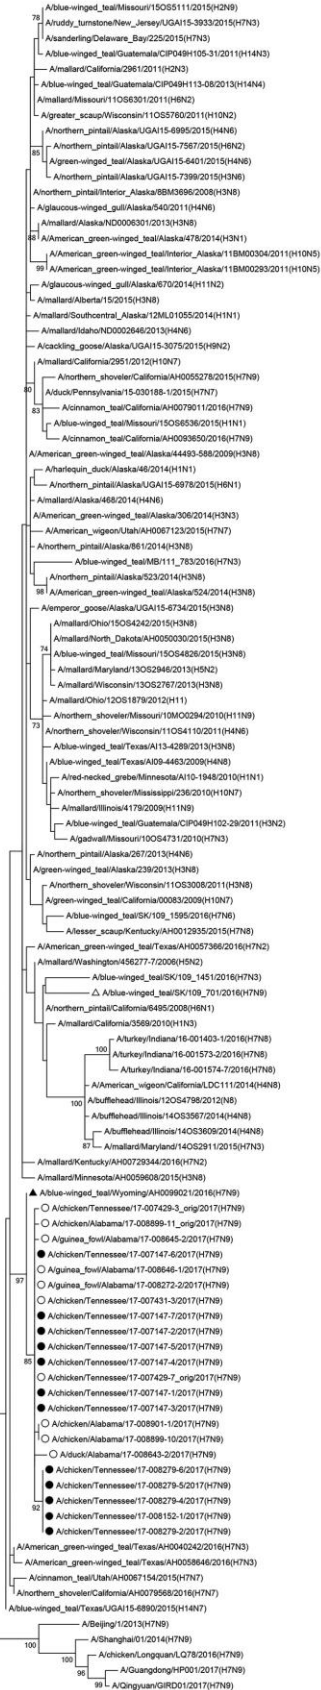 A/blue-winged_teal/Missouri/15OS5111/2015(H2N9)
78
A/ruddy_turnstone/New_Jersey/UGAI15-3933/2015(H7N3)
A/sanderling/Delaware_Bay/225/2015(H7N3)
A/blue-winged_teal/Guatemala/CIP049H105-31/2011(H14N3)
A/mallard/California/2961/2011(H2N3)
A/blue-winged_teal/Guatemala/CIP049H113-08/2013(H14N4)
A/mallard/Missouri/11OS6301/2011(H6N2)
A/greater_scaup/Wisconsin/11OS5760/2011(H10N2)
A/northern_pintail/Alaska/UGAI15-6995/2015(H4N6)
A/northern_pintail/Alaska/UGAI15-7567/2015(H6N2)
85
A/green-winged_teal/Alaska/UGAI15-6401/2015(H4N6)
A/northern_pintail/Alaska/UGAI15-7399/2015(H3N6)
A/northern_pintail/Interior_Alaska/8BM3696/2008(H3N8)
A/glaucous-winged_gull/Alaska/540/2011(H4N6)
A/mallard/Alaska/ND0006301/2013(H3N8)
88
A/American_green-winged_teal/Alaska/478/2014(H3N1)
A/American_green-winged_teal/Interior_Alaska/11BM00304/2011(H10N5)
99
A/American_green-winged_teal/Interior_Alaska/11BM00293/2011(H10N5)
A/glaucous-winged_gull/Alaska/670/2014(H11N2)
A/mallard/Alberta/15/2015(H3N8)
A/mallard/Southcentral_Alaska/12ML01055/2014(H1N1)
A/mallard/Idaho/ND0002646/2013(H4N6)
A/cackling_goose/Alaska/UGAI15-3075/2015(H9N2)
A/mallard/California/2951/2012(H10N7)
A/northern_shoveler/California/AH0055278/2015(H7N9)
80
A/duck/Pennsylvania/15-030188-1/2015(H7N7)
83
A/cinnamon_teal/California/AH0079011/2016(H7N9)
A/blue-winged_teal/Missouri/15OS6536/2015(H1N1)
A/cinnamon_teal/California/AH0093650/2016(H7N9)
A/American_green-winged_teal/Alaska/44493-588/2009(H3N8)
A/harlequin_duck/Alaska/46/2014(H1N1)
A/northern_pintail/Alaska/UGAI15-6978/2015(H6N1)
A/mallard/Alaska/468/2014(H4N6)
A/American_green-winged_teal/Alaska/306/2014(H3N3)
A/American_wigeon/Utah/AH0067123/2015(H7N7)
A/northern_pintail/Alaska/861/2014(H3N8)
A/blue-winged_teal/MB/111_783/2016(H7N3)
A/northern_pintail/Alaska/523/2014(H3N8)
98
A/American_green-winged_teal/Alaska/524/2014(H3N8)
A/emperor_goose/Alaska/UGAI15-6734/2015(H3N8)
A/mallard/Ohio/15OS4242/2015(H3N8)
A/mallard/North_Dakota/AH0050030/2015(H3N8)
74
A/blue-winged_teal/Missouri/15OS4826/2015(H3N8)
A/mallard/Maryland/13OS2946/2013(H5N2)
A/mallard/Wisconsin/13OS2767/2013(H3N8)
A/mallard/Ohio/12OS1879/2012(H11)
A/northern_shoveler/Missouri/10MO0294/2010(H11N9)
73
A/northern_shoveler/Wisconsin/11OS4110/2011(H4N6)
A/blue-winged_teal/Texas/AI13-4289/2013(H3N8)
A/blue-winged_teal/Texas/AI09-4463/2009(H4N8)
A/red-necked_grebe/Minnesota/AI10-1948/2010(H1N1)
A/northern_shoveler/Mississippi/236/2010(H10N7)
A/mallard/Illinois/4179/2009(H11N9)
A/blue-winged_teal/Guatemala/CIP049H102-29/2011(H3N2)
A/gadwall/Missouri/10OS4731/2010(H7N3)
A/northern_pintail/Alaska/267/2013(H4N6)
A/green-winged_teal/Alaska/239/2013(H3N8)
A/northern_shoveler/Wisconsin/11OS3008/2011(H3N8)
A/green-winged_teal/California/00083/2009(H10N7)
A/blue-winged_teal/SK/109_1595/2016(H7N6)
A/lesser_scaup/Kentucky/AH0012935/2015(H7N8)
A/American_green-winged_teal/Texas/AH0057366/2016(H7N2)
A/mallard/Washington/456277-7/2006(H5N2)
A/blue-winged_teal/SK/109_1451/2016(H7N3)
A/blue-winged_teal/SK/109_701/2016(H7N9)
A/northern_pintail/California/6495/2008(H6N1)
A/mallard/California/3569/2010(H1N3)
A/turkey/Indiana/16-001403-1/2016(H7N8)
100
A/turkey/Indiana/16-001573-2/2016(H7N8)
A/turkey/Indiana/16-001574-7/2016(H7N8)
A/American_wigeon/California/LDC111/2014(H4N8)
100
A/bufflehead/Illinois/12OS4798/2012(N8)
A/bufflehead/Illinois/14OS3567/2014(H4N8)
A/bufflehead/Illinois/14OS3609/2014(H4N8)
87
A/mallard/Maryland/14OS2911/2015(H7N3)
A/mallard/Kentucky/AH00729344/2016(H7N2)
A/mallard/Minnesota/AH0059608/2015(H3N8)
A/blue-winged_teal/Wyoming/AH0099021/2016(H7N9)
A/chicken/Tennessee/17-007429-3_orig/2017(H7N9)
A/chicken/Alabama/17-008899-11_orig/2017(H7N9)
A/guinea_fowl/Alabama/17-008645-2/2017(H7N9)
A/chicken/Tennessee/17-007147-6/2017(H7N9)
97
A/guinea_fowl/Alabama/17-008646-1/2017(H7N9)
A/guinea_fowl/Alabama/17-008272-2/2017(H7N9)
A/chicken/Tennessee/17-007431-3/2017(H7N9)
A/chicken/Tennessee/17-007147-7/2017(H7N9)
A/chicken/Tennessee/17-007147-2/2017(H7N9)
A/chicken/Tennessee/17-007147-5/2017(H7N9)
85
A/chicken/Tennessee/17-007147-4/2017(H7N9)
A/chicken/Tennessee/17-007429-7_orig/2017(H7N9)
A/chicken/Tennessee/17-007147-1/2017(H7N9)
A/chicken/Tennessee/17-007147-3/2017(H7N9)
A/chicken/Alabama/17-008901-1/2017(H7N9)
A/chicken/Alabama/17-008899-10/2017(H7N9)
A/duck/Alabama/17-008643-2/2017(H7N9)
A/chicken/Tennessee/17-008279-6/2017(H7N9)
A/chicken/Tennessee/17-008279-5/2017(H7N9)
A/chicken/Tennessee/17-008279-4/2017(H7N9)
92
A/chicken/Tennessee/17-008152-1/2017(H7N9)
A/chicken/Tennessee/17-008279-2/2017(H7N9)
A/American_green-winged_teal/Texas/AH0040242/2016(H7N3)
A/American_green-winged_teal/Texas/AH0058646/2016(H7N3)
A/cinnamon_teal/Utah/AH0067154/2015(H7N7)
A/northern_shoveler/California/AH0079568/2016(H7N7)
A/blue-winged_teal/Texas/UGAI15-6890/2015(H14N7)
A/Beijing/1/2013(H7N9)
100
A/Shanghai/01/2014(H7N9)
100
A/chicken/Longquan/LQ78/2016(H7N9)
96
A/Guangdong/HP001/2017(H7N9)
99
A/Qingyuan/GIRD01/2017(H7N9)